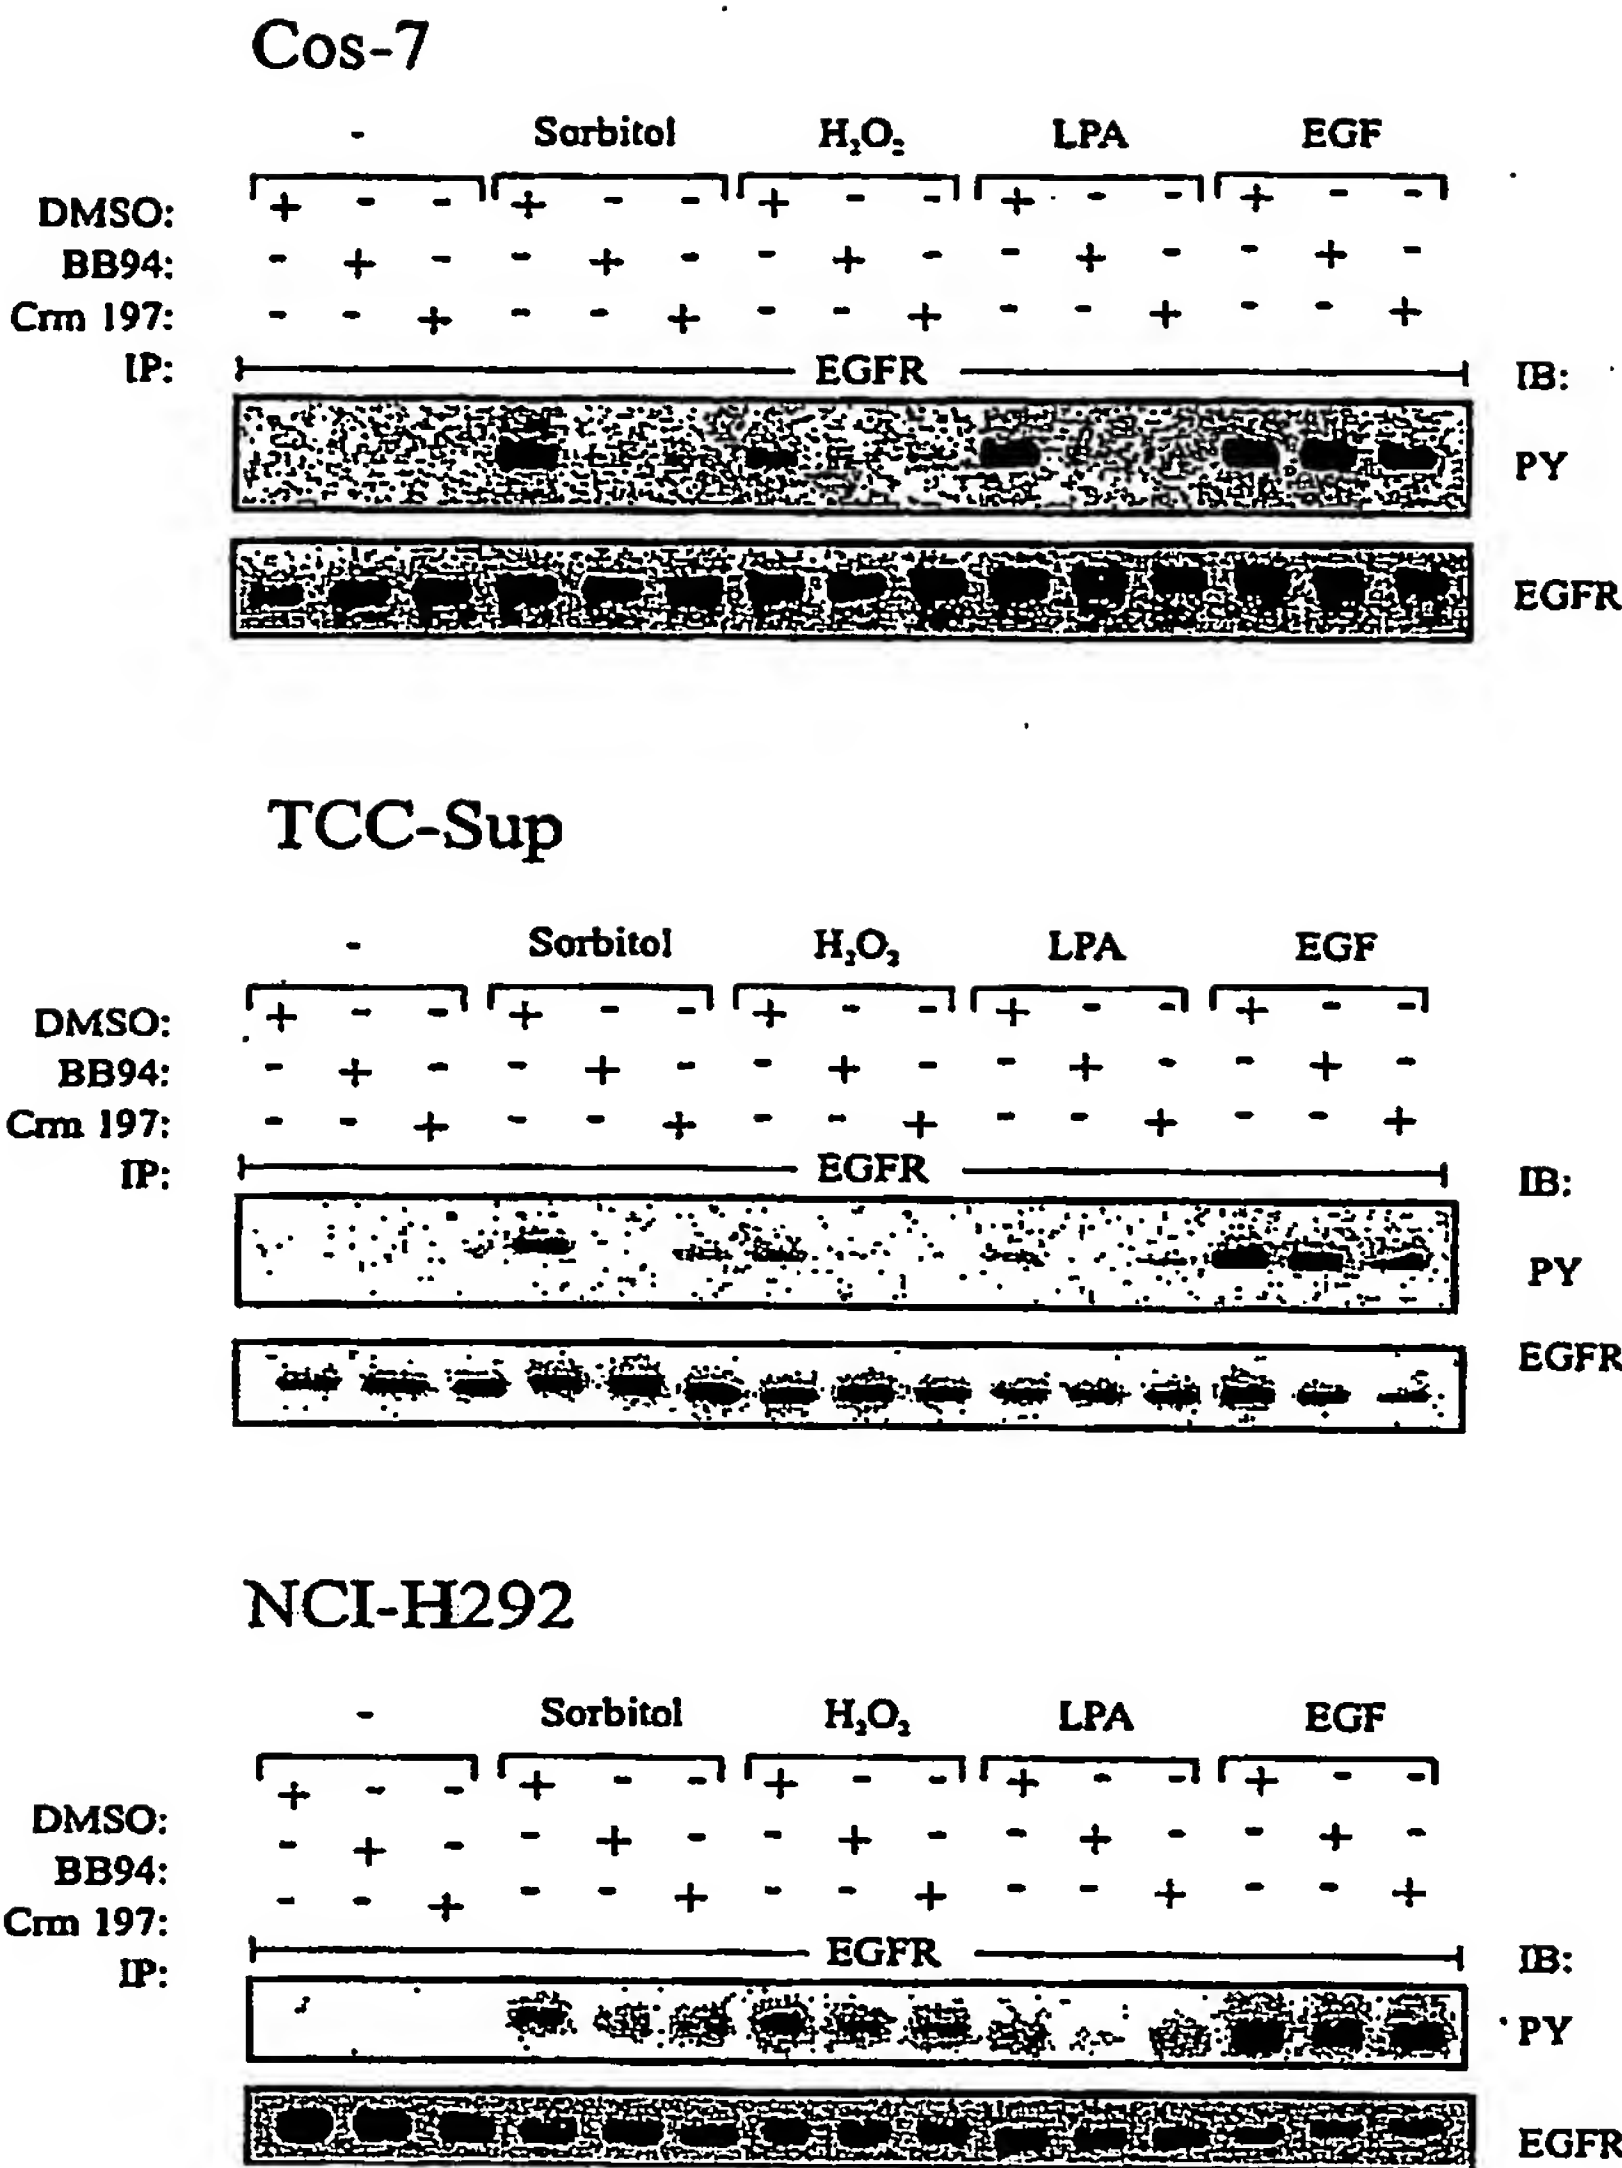 Cos-7
- Sorbitol H₂O₂ LPA EGF
DMSO: + - - + - - + - - + - - + - -
BB94: - + - - + - - + - - + - - + -
Crm 197: - - + - - + - - + - - + - - +
IP: EGFR IB:
PY
EGFR
TCC-Sup
- Sorbitol H₂O₂ LPA EGF
DMSO: + - - + - - + - - + - - + - -
BB94: - + - - + - - + - - + - - + -
Crm 197: - - + - - + - - + - - + - - +
IP: EGFR IB:
PY
EGFR
NCI-H292
- Sorbitol H₂O₂ LPA EGF
DMSO: + - - + - - + - - + - - + - -
BB94: - + - - + - - + - - + - - + -
Crm 197: - - + - - + - - + - - + - - +
IP: EGFR IB:
PY
EGFR